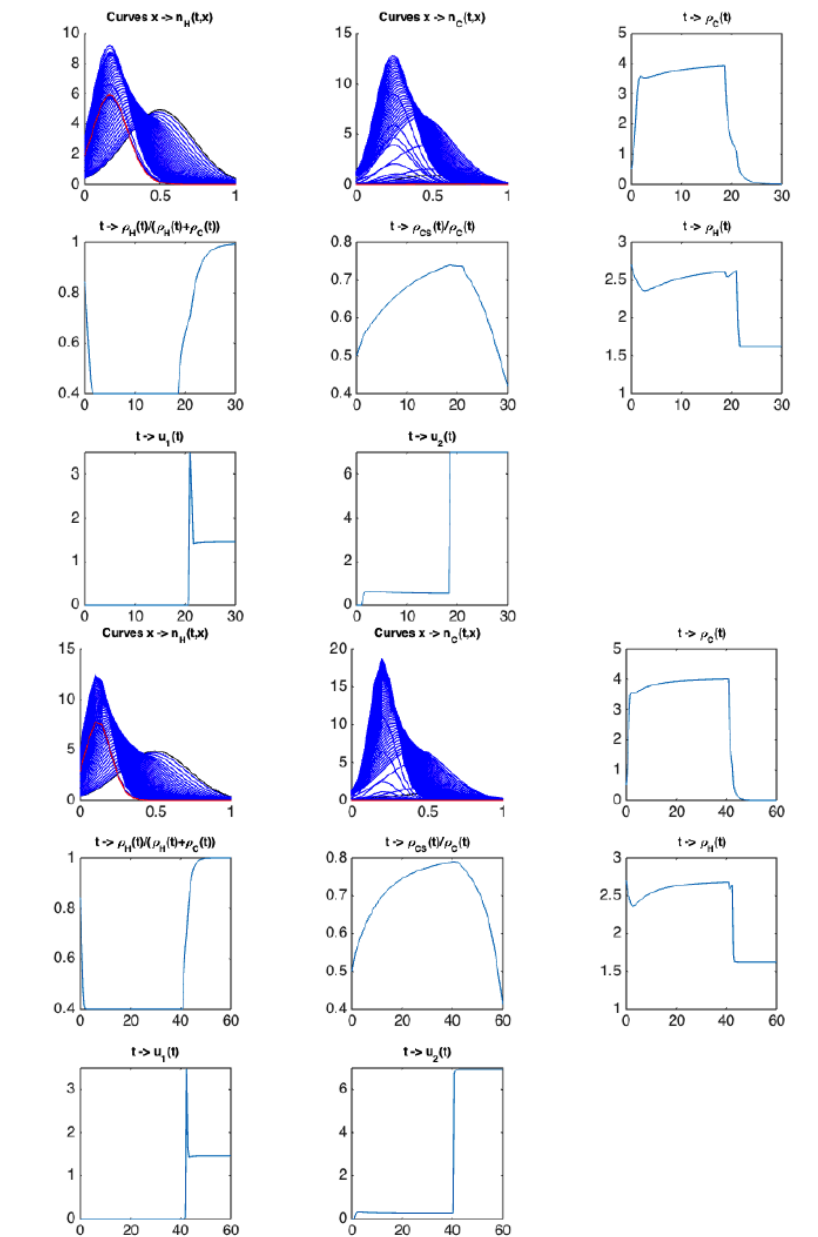 Curves x -> n_H(t,x) Curves x -> n_C(t,x) t -> ρ_C(t)
10 8 6 4 2 0
0 0.5 1
15 10 5 0
0 0.5 1
5 4 3 2 1 0
0 10 20 30
t -> ρ_H(t)/(ρ_H(t)+ρ_C(t)) t -> ρ_CS(t)/ρ_C(t) t -> ρ_H(t)
1 0.8 0.6 0.4
0 10 20 30
0.8 0.7 0.6 0.5 0.4
0 10 20 30
3 2.5 2 1.5 1
0 10 20 30
t -> u_1(t) t -> u_2(t)
3 2 1 0
0 10 20 30
6 4 2 0
0 10 20 30
Curves x -> n_H(t,x) Curves x -> n_C(t,x) t -> ρ_C(t)
15 10 5 0
0 0.5 1
20 15 10 5 0
0 0.5 1
5 4 3 2 1 0
0 20 40 60
t -> ρ_H(t)/(ρ_H(t)+ρ_C(t)) t -> ρ_CS(t)/ρ_C(t) t -> ρ_H(t)
1 0.8 0.6 0.4
0 20 40 60
0.8 0.7 0.6 0.5 0.4
0 20 40 60
3 2.5 2 1.5 1
0 20 40 60
t -> u_1(t) t -> u_2(t)
3 2 1 0
0 20 40 60
6 4 2 0
0 20 40 60